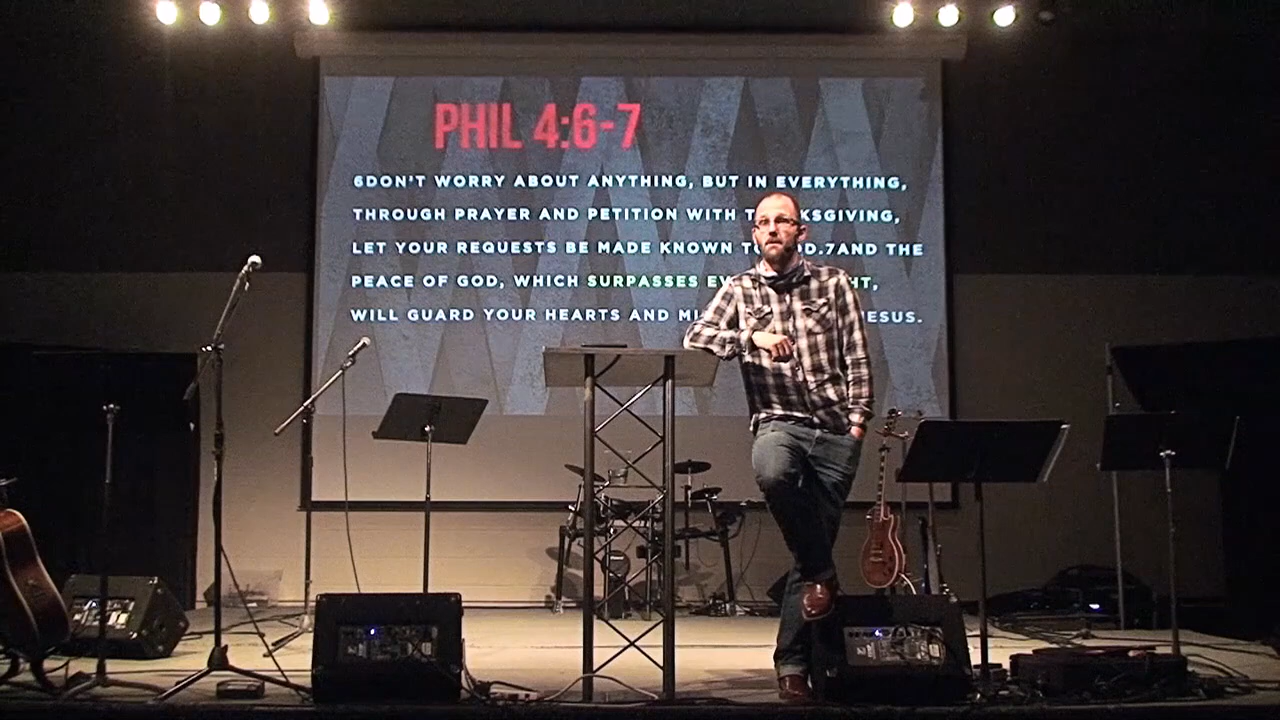 PHIL 4:6-7
6DON'T WORRY ABOUT ANYTHING, BUT IN EVERYTHING,
THROUGH PRAYER AND PETITION WITH
LET YOUR REQUESTS BE MADE KNOWN 7AND THE
PEACE OF GOD, WHICH SURPASSES
WILL GUARD YOUR HEARTS AND JESUS.